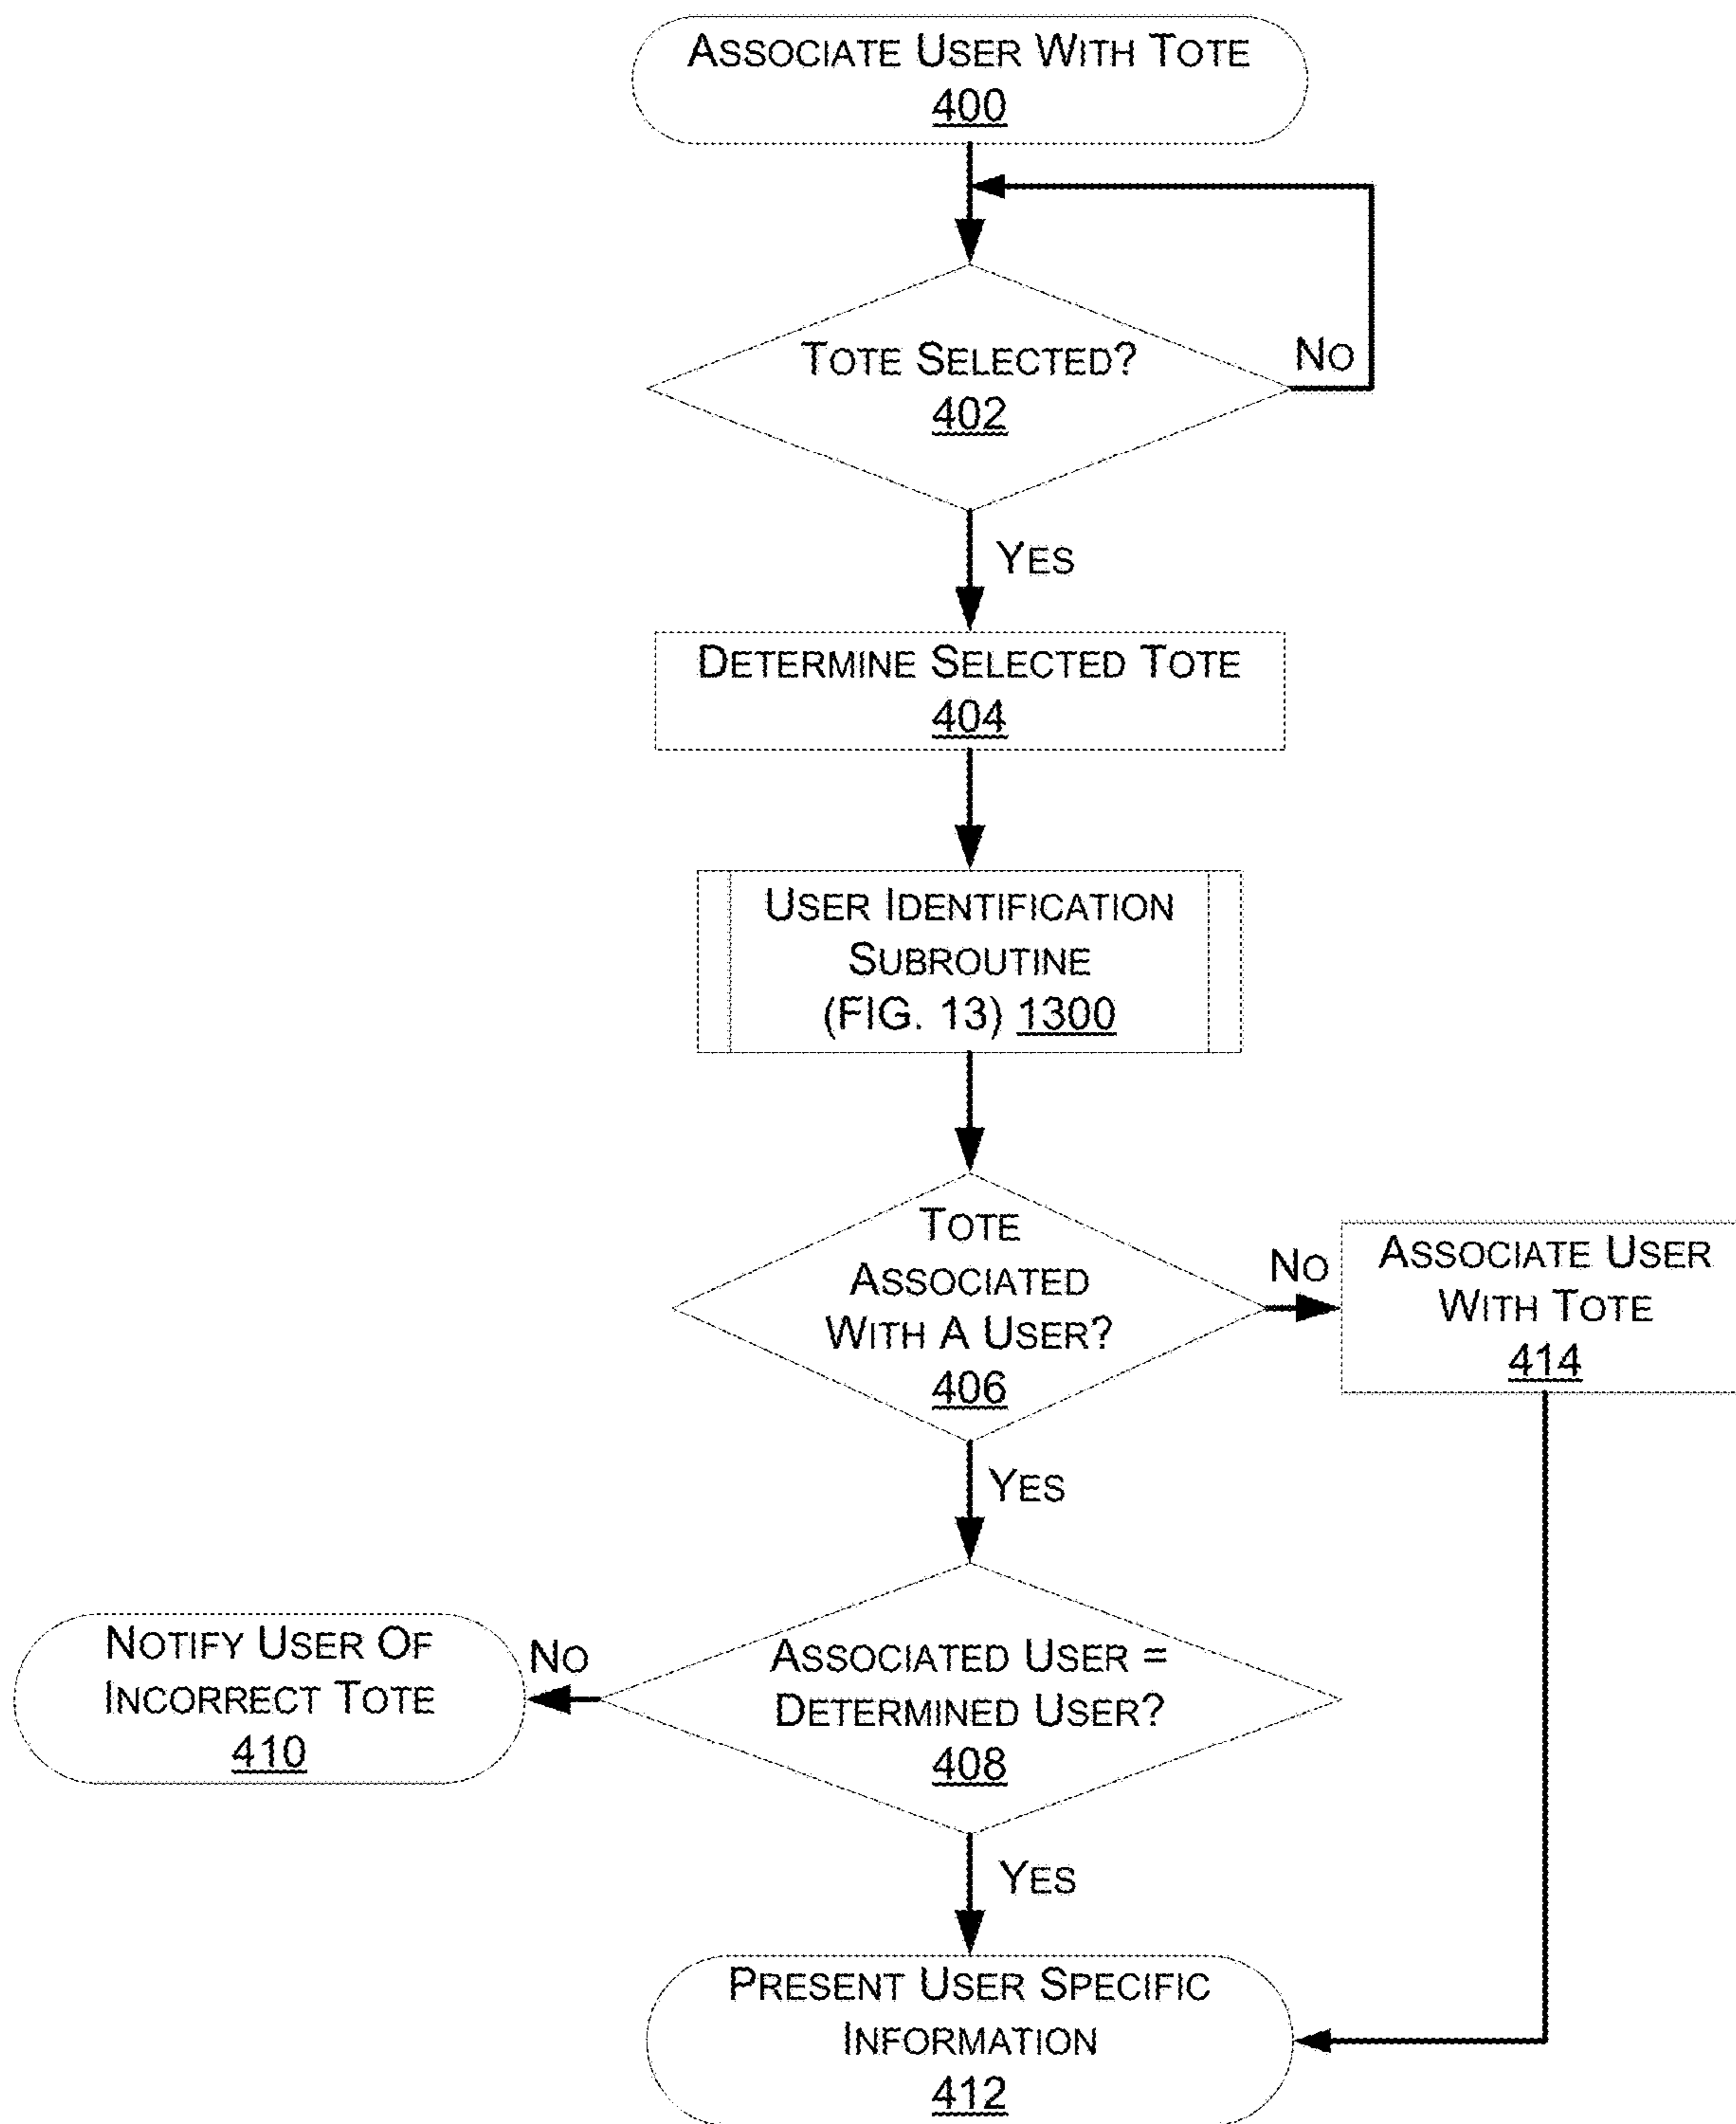 ASSOCIATE USER WITH TOTE
400
TOTE SELECTED?
402
NO
YES
DETERMINE SELECTED TOTE
404
USER IDENTIFICATION
SUBROUTINE
(FIG. 13) 1300
TOTE
ASSOCIATED
WITH A USER?
406
NO
ASSOCIATE USER
WITH TOTE
414
YES
ASSOCIATED USER =
DETERMINED USER?
408
NO
NOTIFY USER OF
INCORRECT TOTE
410
YES
PRESENT USER SPECIFIC
INFORMATION
412